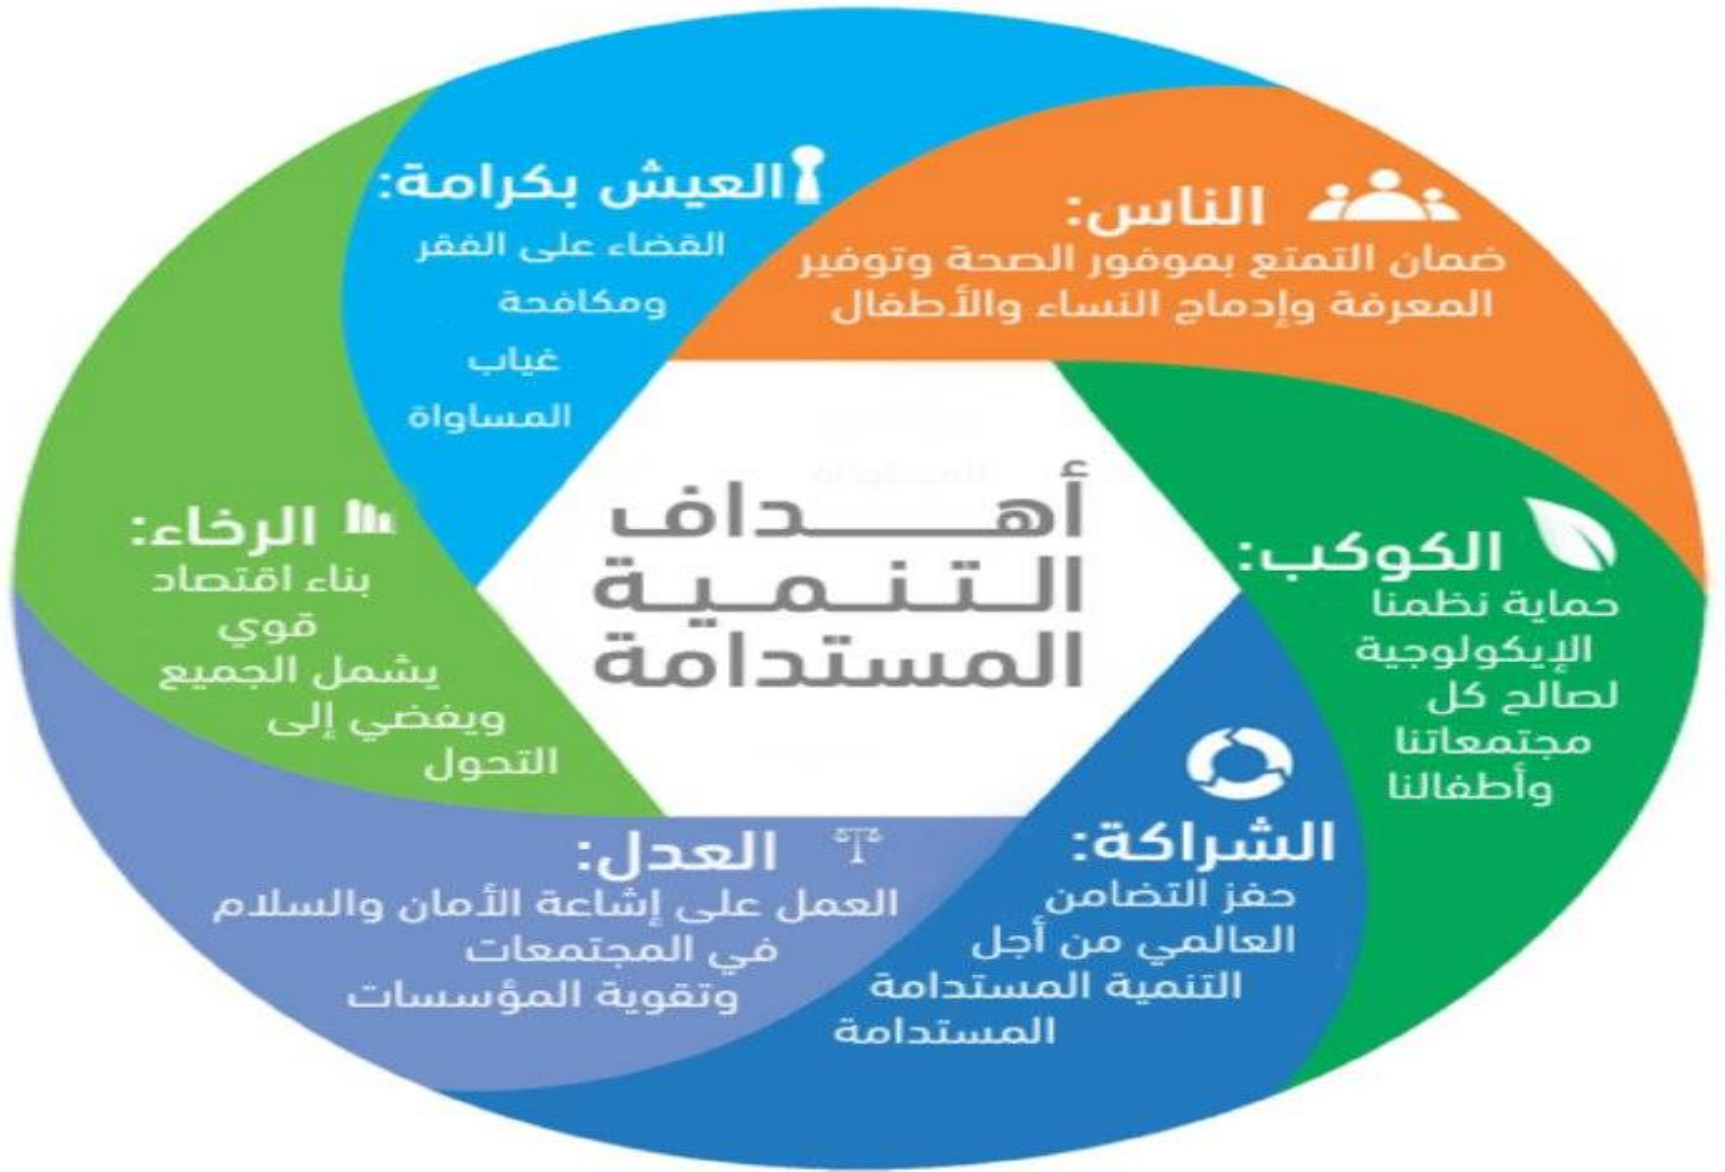 أهداف
التنمية
المستدامة
العيش بكرامة:
القضاء على الفقر
ومكافحة
غياب
المساواة
الناس:
ضمان التمتع بموفور الصحة وتوفير
المعرفة وإدماج النساء والأطفال
الكوكب:
حماية نظمنا
الإيكولوجية
لصالح كل
مجتمعاتنا
وأطفالنا
الشراكة:
حفز التضامن
العالمي من أجل
التنمية المستدامة
المستدامة
العدل:
العمل على إشاعة الأمان والسلام
في المجتمعات
وتقوية المؤسسات
الرخاء:
بناء اقتصاد
قوي
يشمل الجميع
ويفضي إلى
التحول